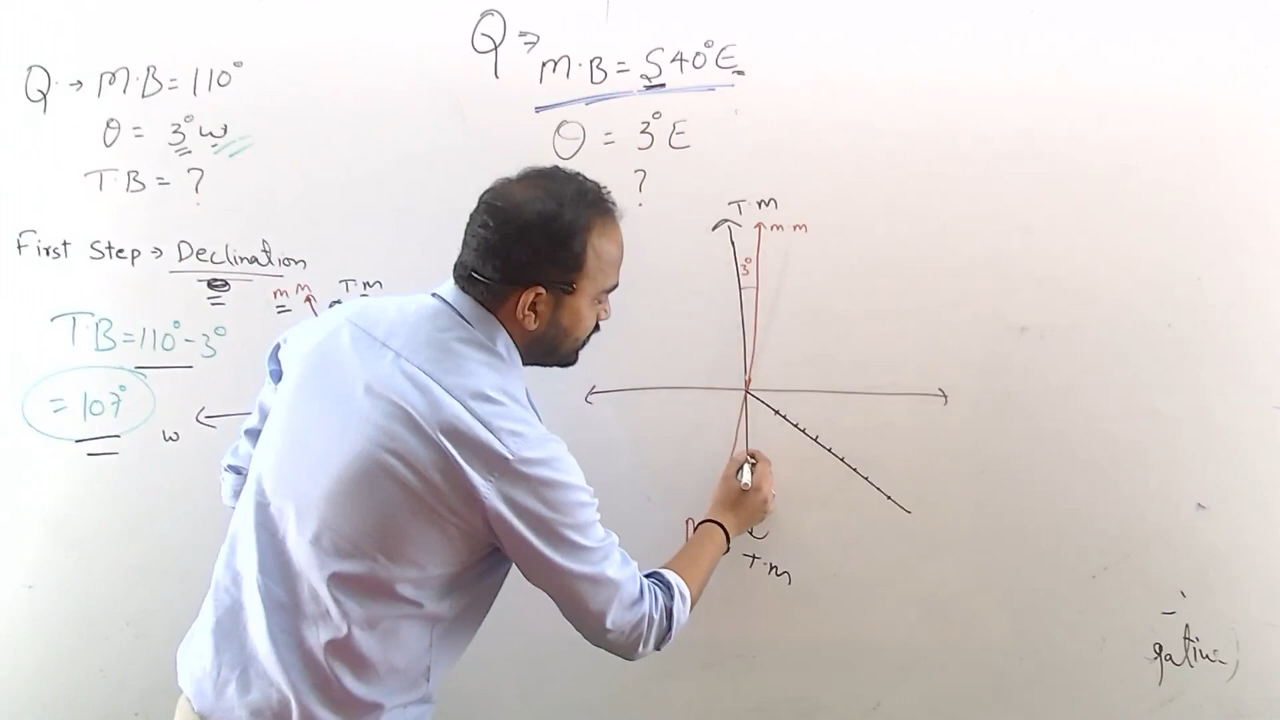 Q → M.B = 110°
θ = 3° W
T.B = ?
First Step → Declination
m m T.m
T.B = 110° - 3°
= 107°
W
Q →
M.B = S40°E
θ = 3° E
?
T.m
m.m
3°
T.m